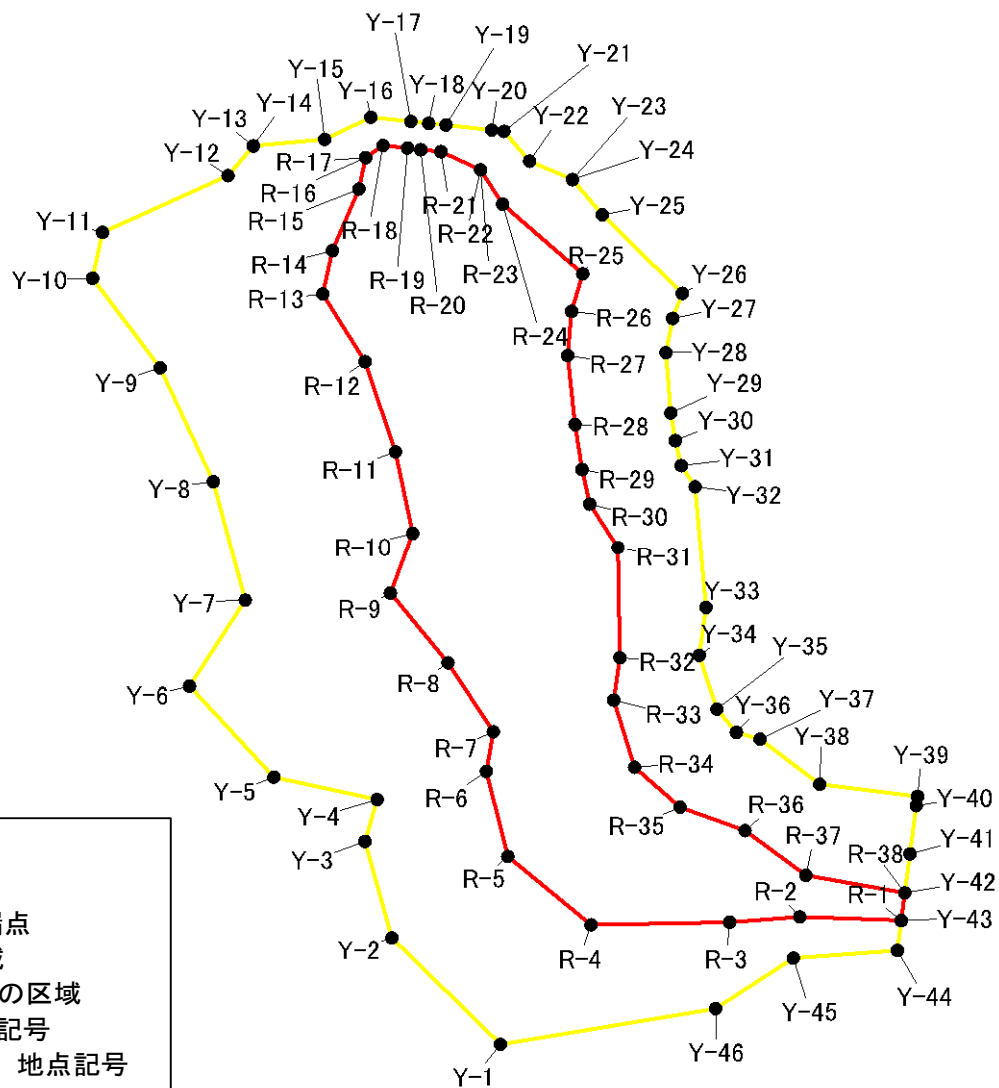 Y-17
Y-19
Y-15
Y-16
Y-18
Y-20
Y-21
Y-14
Y-13
Y-22
Y-23
Y-12
Y-24
R-17
R-16
R-15
Y-11
Y-25
R-21
R-18
R-22
R-14
R-19
R-23
R-25
Y-10
R-20
Y-26
R-13
Y-27
R-26
R-24
Y-28
R-27
Y-9
R-12
Y-29
Y-30
R-28
R-11
Y-31
R-29
Y-8
Y-32
R-30
R-10
R-31
Y-7
R-9
Y-33
Y-34
Y-35
R-32
R-8
Y-6
R-33
Y-36
Y-37
R-7
Y-38
R-34
Y-39
R-6
Y-5
Y-40
Y-4
R-35
R-36
Y-41
Y-3
R-37
R-38
R-5
Y-42
R-1
R-2
Y-43
Y-2
R-4
R-3
Y-44
Y-45
Y-46
Y-1
点
の区域
記号
地点記号